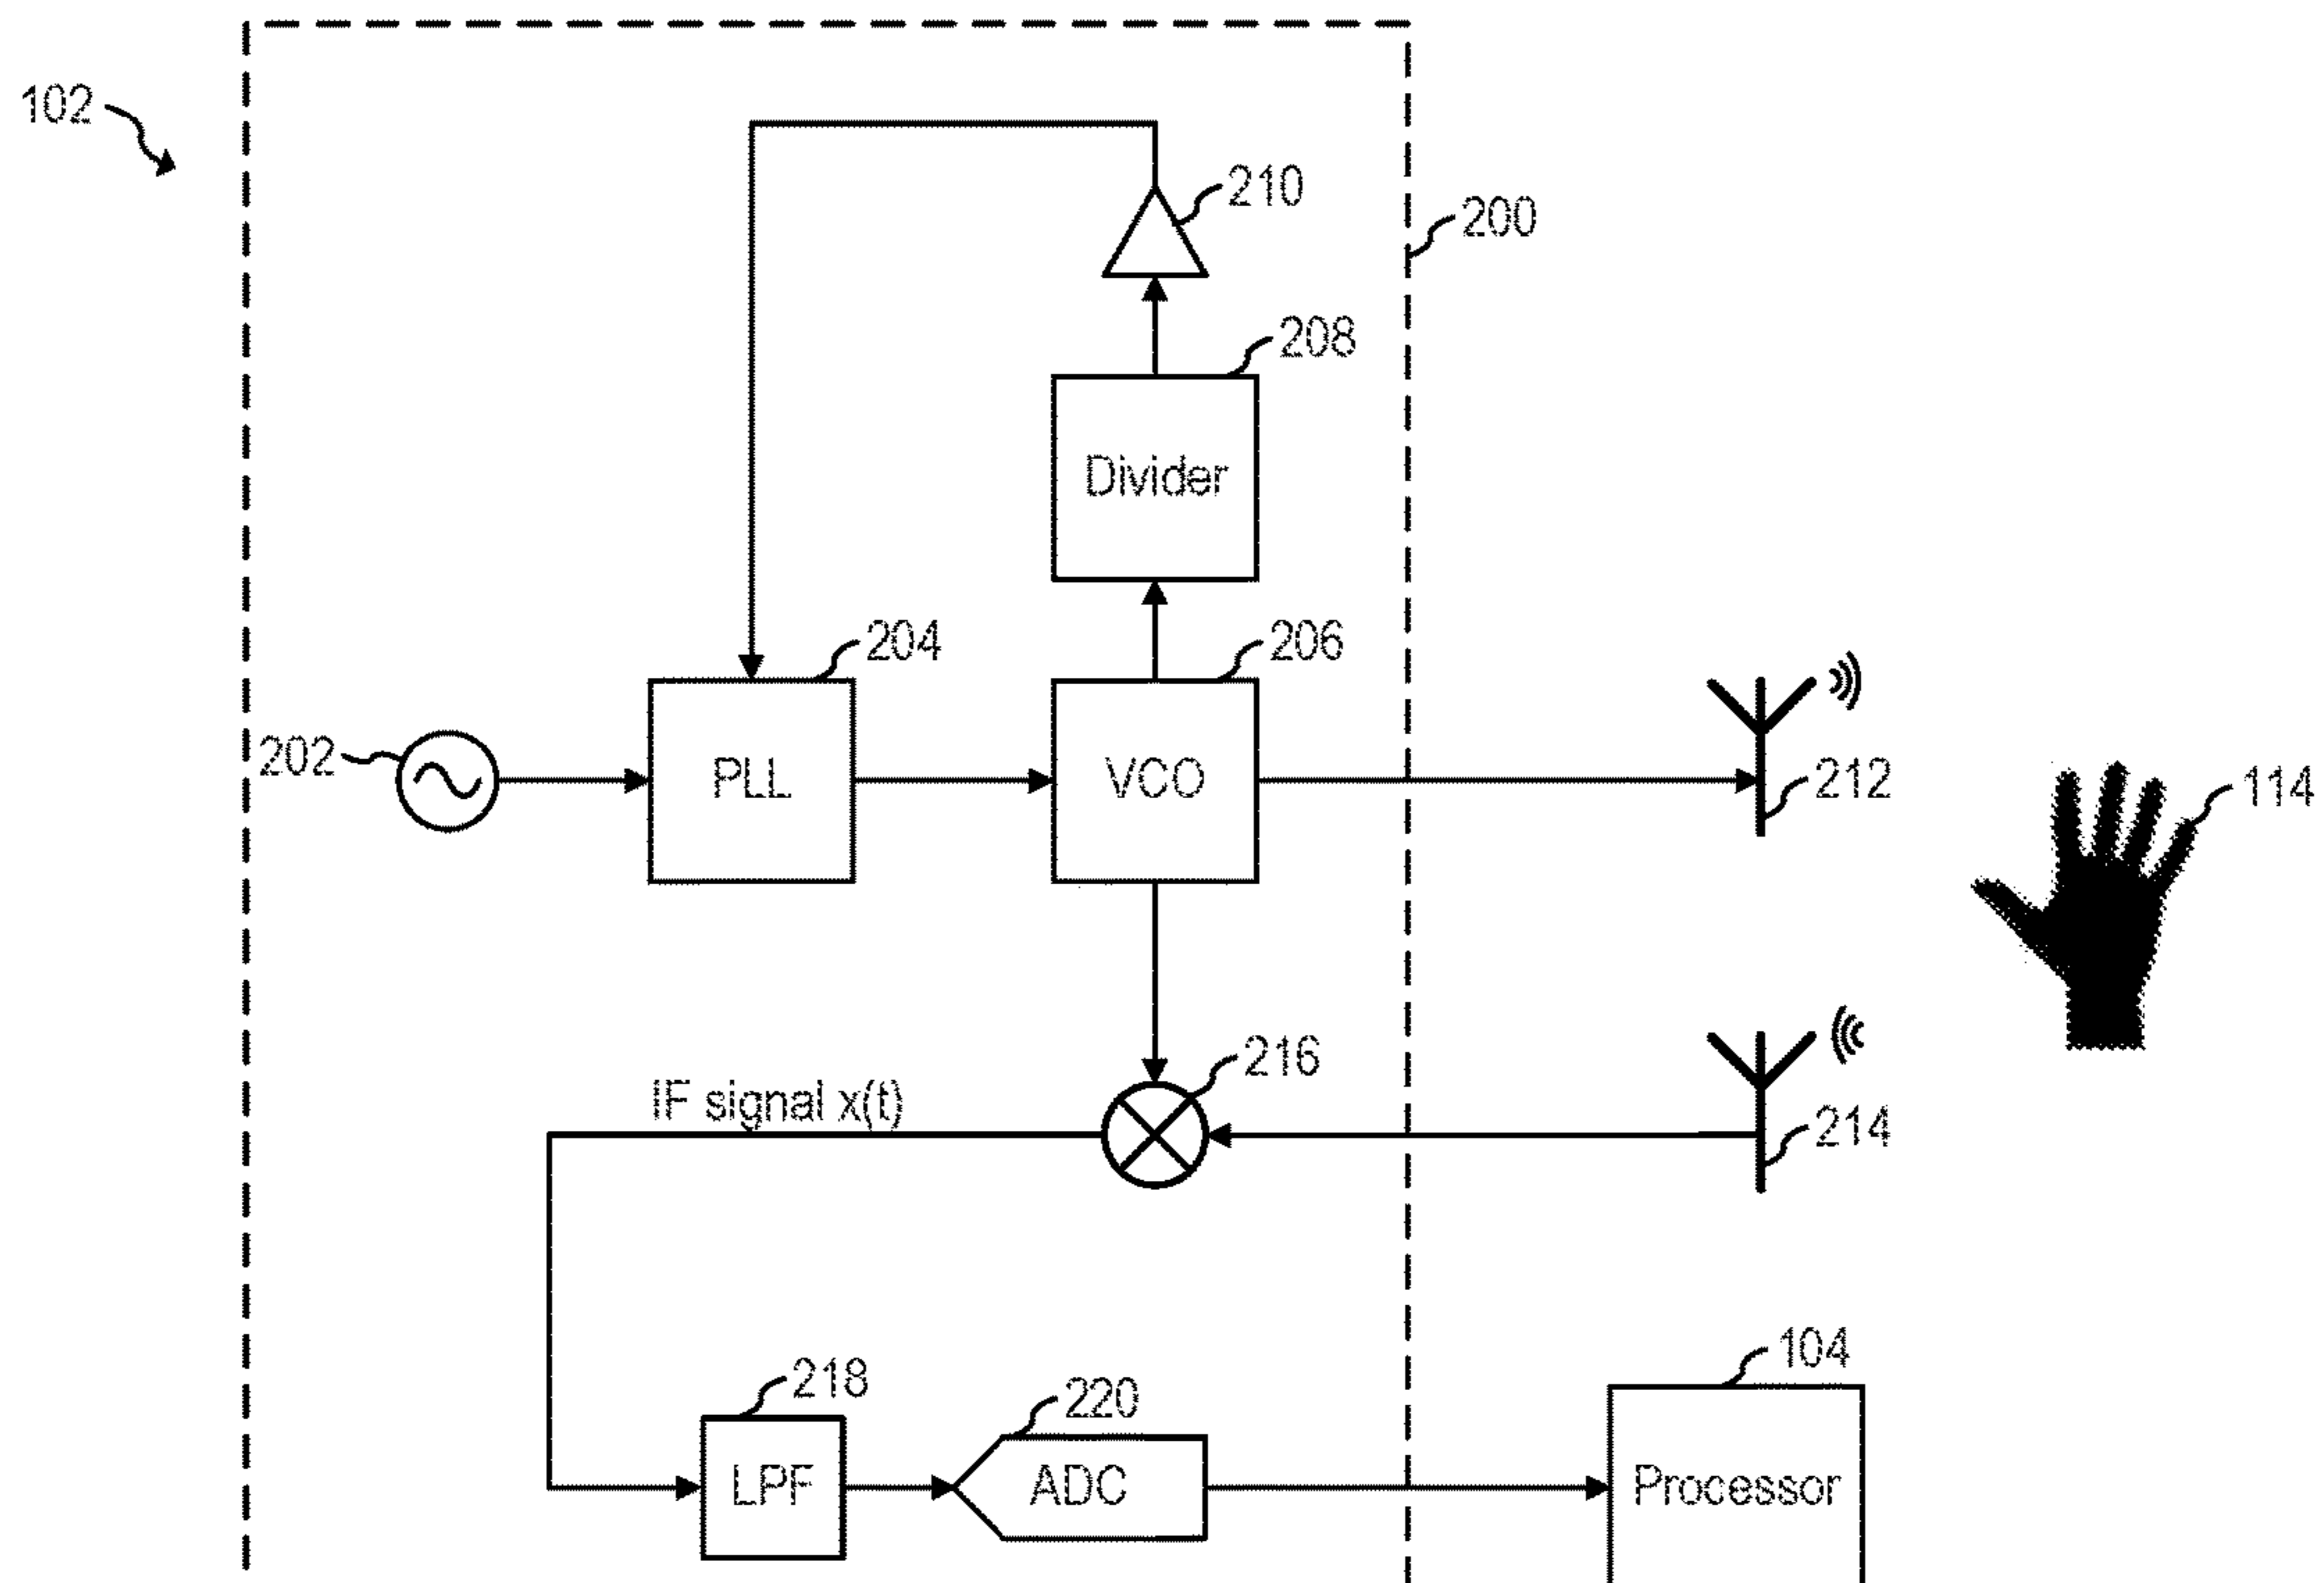 102
210
200
208
Divider
204
206
202
PLL
VCO
212
114
216
IF signal x(t)
214
218
220
104
LPF
ADC
Processor